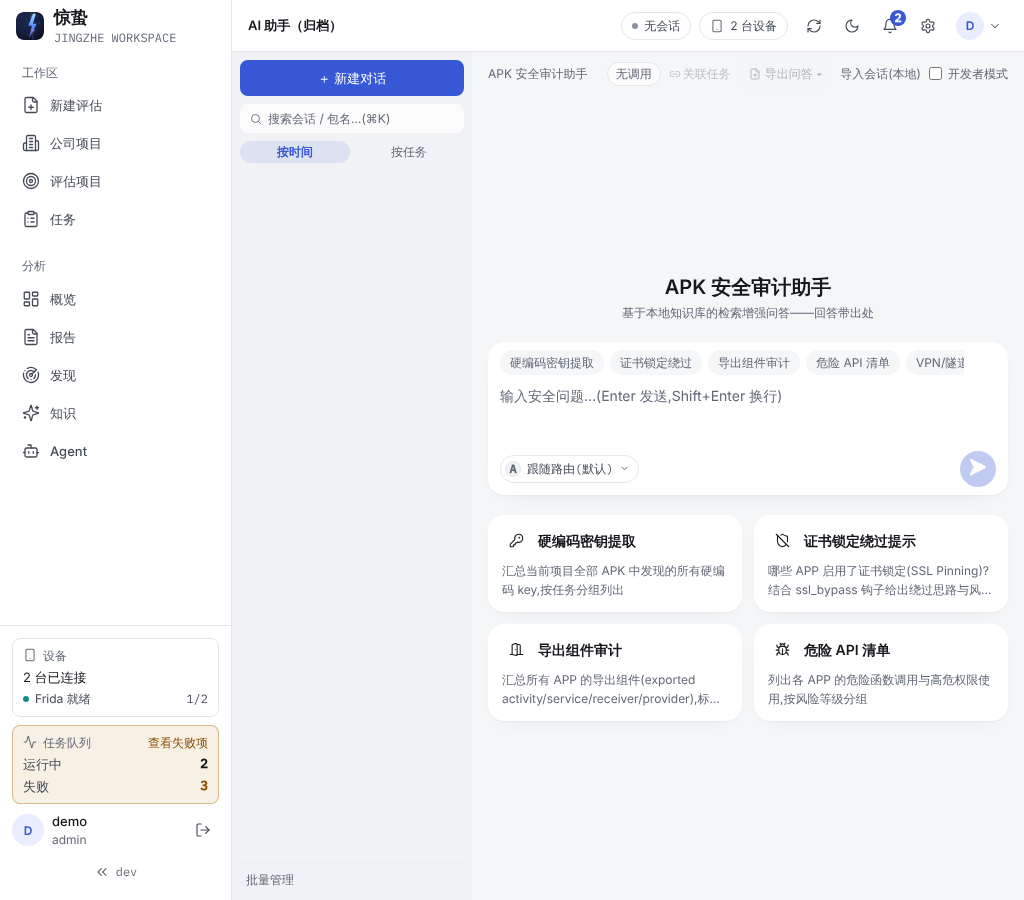 惊蛰
JINGZHE WORKSPACE
工作区
新建评估
公司项目
评估项目
任务
分析
概览
报告
发现
知识
Agent
设备
2 台已连接
Frida 就绪 1/2
任务队列 查看失败项
运行中 2
失败 3
D demo
admin
dev
AI 助手（归档）
无会话
2 台设备
2
D
+ 新建对话
搜索会话 / 包名...(⌘K)
按时间 按任务
批量管理
APK 安全审计助手 无调用 关联任务 导出问答 导入会话(本地) 开发者模式
APK 安全审计助手
基于本地知识库的检索增强问答——回答带出处
硬编码密钥提取 证书锁定绕过 导出组件审计 危险 API 清单 VPN/隧道
输入安全问题...(Enter 发送,Shift+Enter 换行)
A 跟随路由(默认)
硬编码密钥提取
汇总当前项目全部 APK 中发现的所有硬编
码 key,按任务分组列出
证书锁定绕过提示
哪些 APP 启用了证书锁定(SSL Pinning)?
结合 ssl_bypass 钩子给出绕过思路与风...
导出组件审计
汇总所有 APP 的导出组件(exported
activity/service/receiver/provider),标...
危险 API 清单
列出各 APP 的危险函数调用与高危权限使
用,按风险等级分组